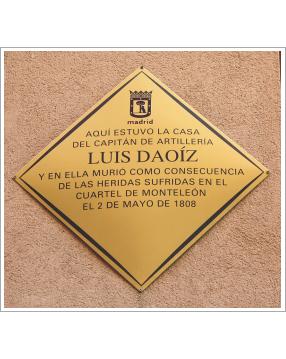 madrid
AQUÍ ESTUVO LA CASA
DEL CAPITÁN DE ARTILLERÍA
LUIS DAOÍZ
Y EN ELLA MURIÓ COMO CONSECUENCIA
DE LAS HERIDAS SUFRIDAS EN EL
CUARTEL DE MONTELEÓN
EL 2 DE MAYO DE 1808